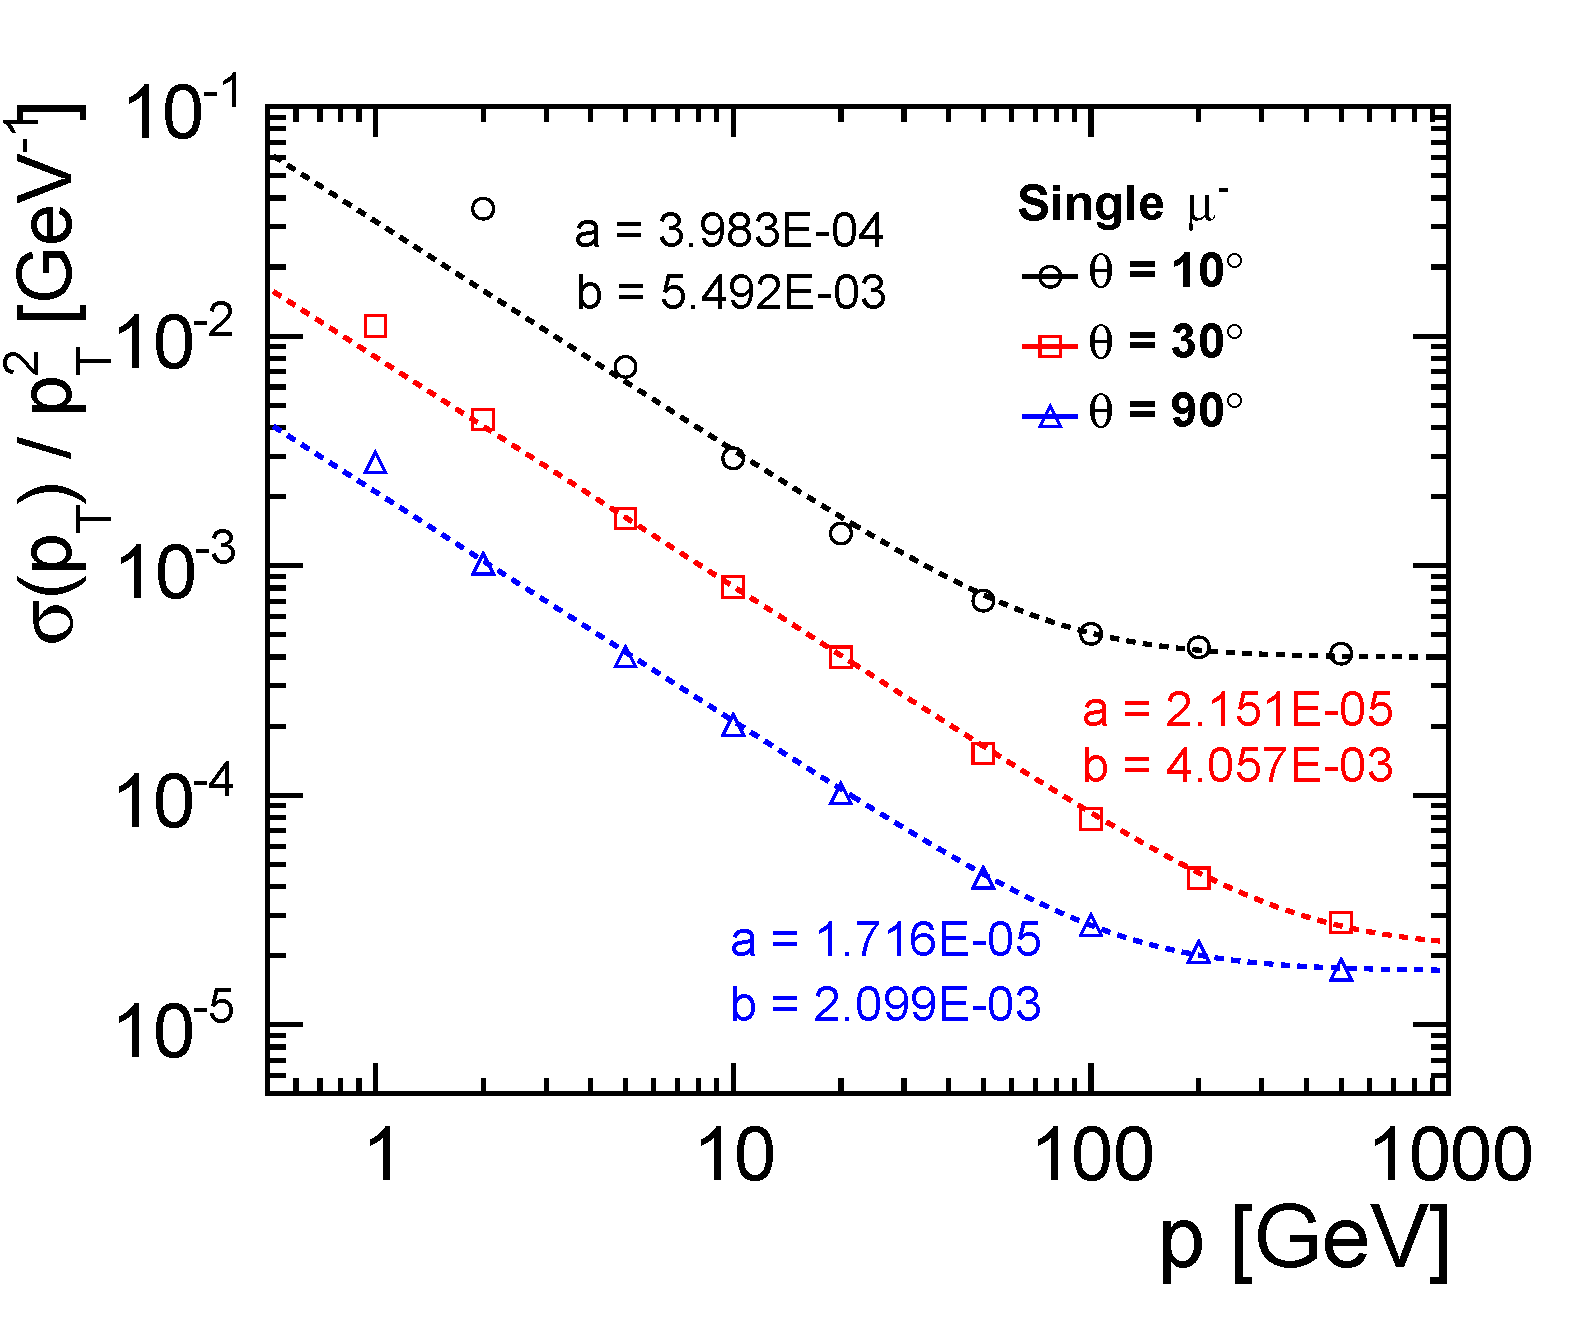 σ(p_T) / p_T^2 [GeV^-1]
10^-1
10^-2
10^-3
10^-4
10^-5
a = 3.983E-04
b = 5.492E-03
Single μ^-
θ = 10°
θ = 30°
θ = 90°
a = 2.151E-05
b = 4.057E-03
a = 1.716E-05
b = 2.099E-03
1 10 100 1000
p [GeV]